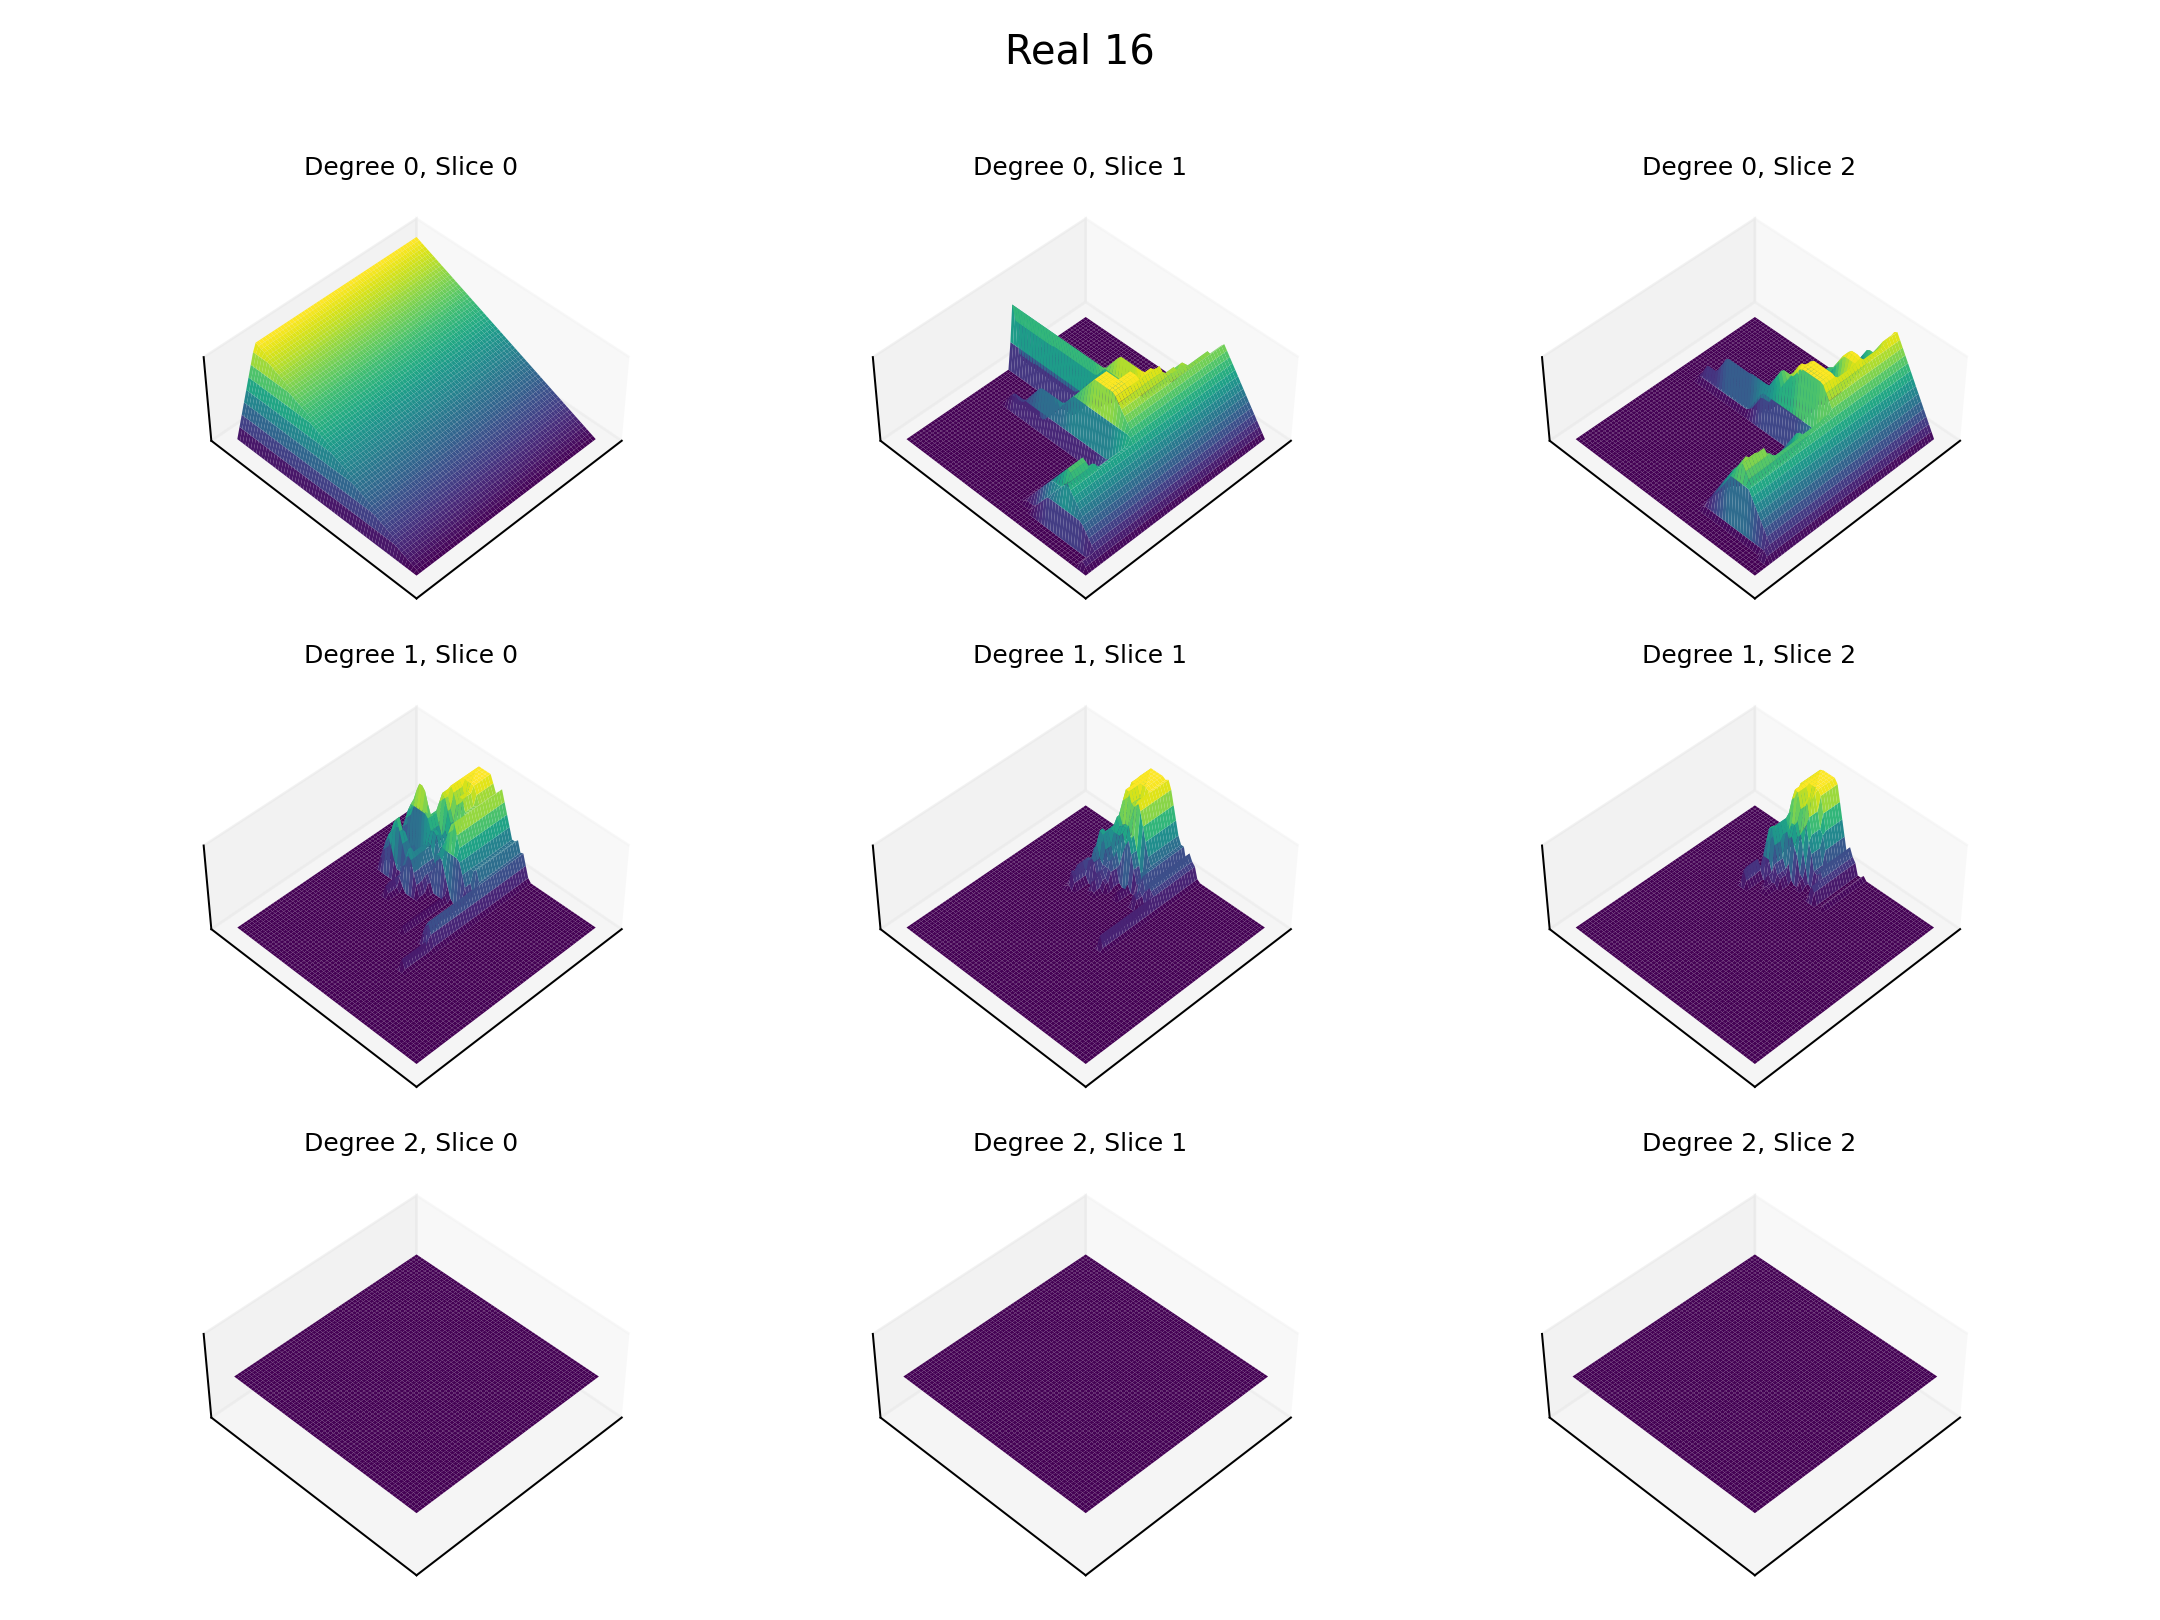 Real 16
Degree 0, Slice 0
Degree 0, Slice 1
Degree 0, Slice 2
Degree 1, Slice 0
Degree 1, Slice 1
Degree 1, Slice 2
Degree 2, Slice 0
Degree 2, Slice 1
Degree 2, Slice 2